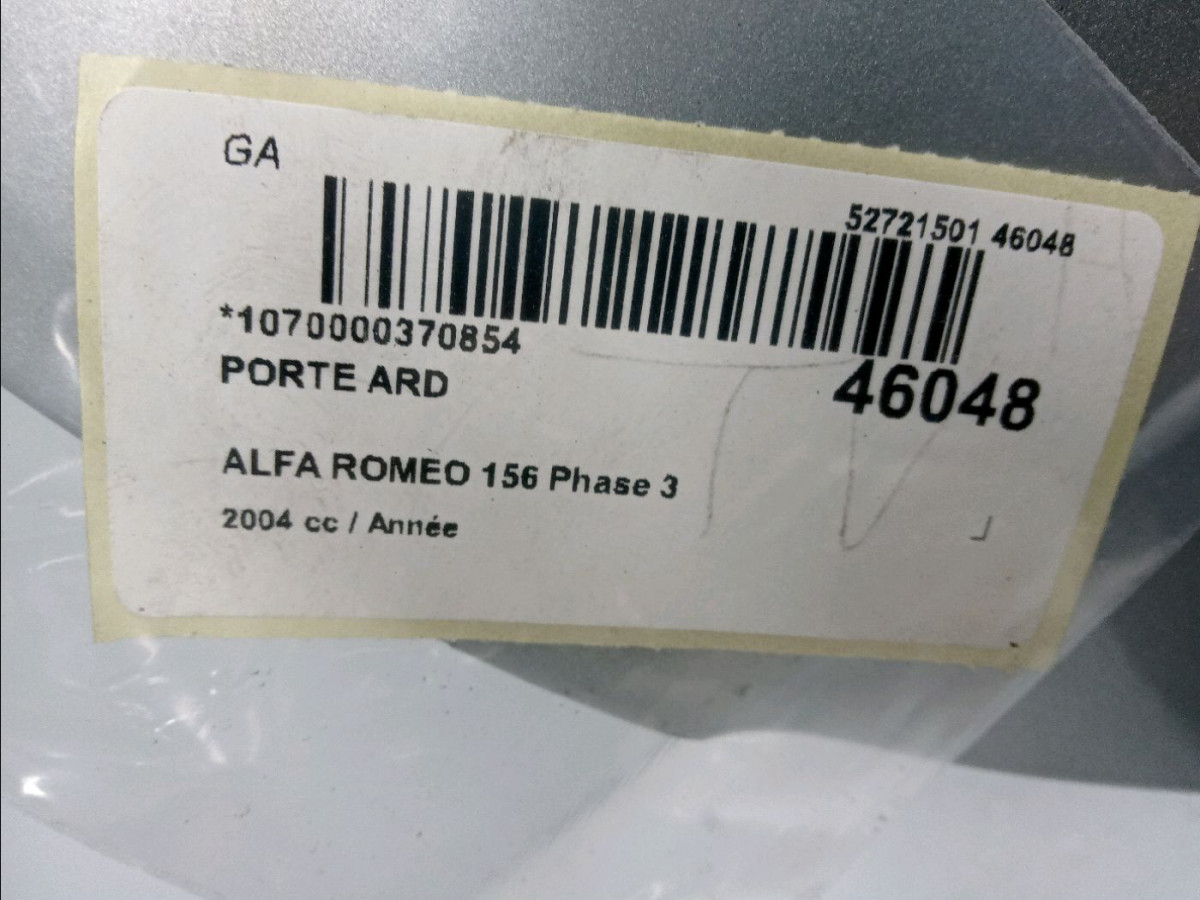 GA
52721501 46048
*1070000370854
46048
PORTE ARD
ALFA ROMEO 156 Phase 3
2004 cc / Année